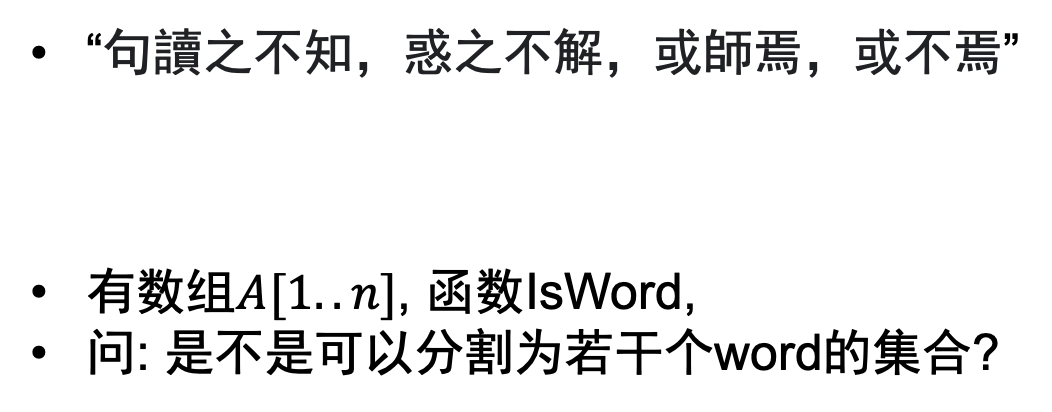 • “句讀之不知，惑之不解，或師焉，或不焉”
• 有数组A[1..n], 函数IsWord,
• 问: 是不是可以分割为若干个word的集合?